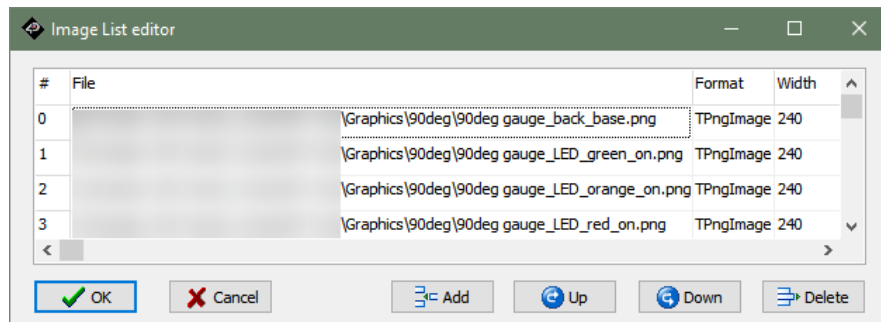 Image List editor
# File Format Width
0 \Graphics\90deg\90deg gauge_back_base.png TPngImage 240
1 \Graphics\90deg\90deg gauge_LED_green_on.png TPngImage 240
2 \Graphics\90deg\90deg gauge_LED_orange_on.png TPngImage 240
3 \Graphics\90deg\90deg gauge_LED_red_on.png TPngImage 240
OK Cancel Add Up Down Delete